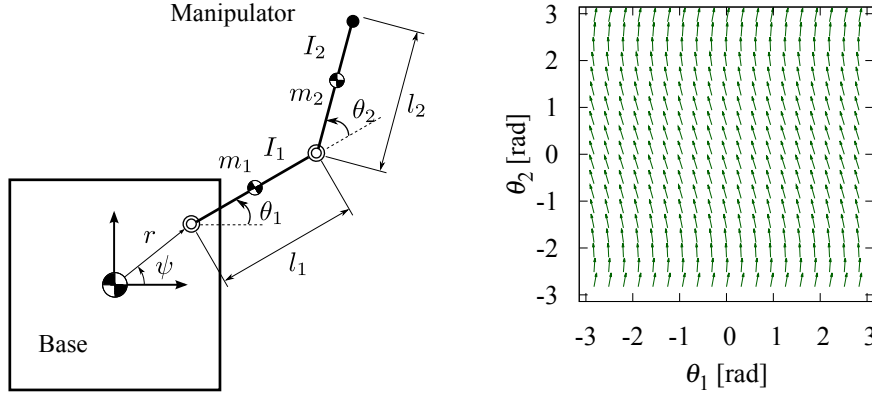 Manipulator
I₂
m₂
l₂
θ₂
I₁
m₁
θ₁
l₁
r
ψ
Base
3
2
1
0
-1
-2
-3
θ₂ [rad]
-3 -2 -1 0 1 2 3
θ₁ [rad]